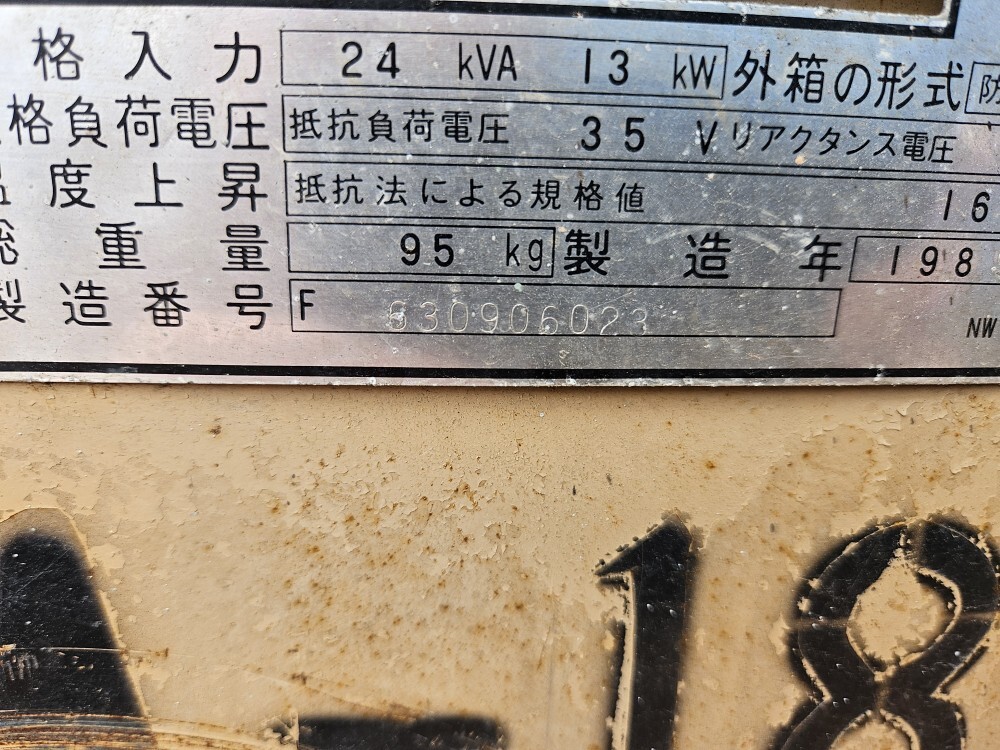 格入力 24 kVA 13 kW 外箱の形式 防
格負荷電圧 抵抗負荷電圧 35 V リアクタンス電圧
度上昇 抵抗法による規格値 16
総重量 95 kg 製造年 198
製造番号 F 630906023
NW
mm
-18